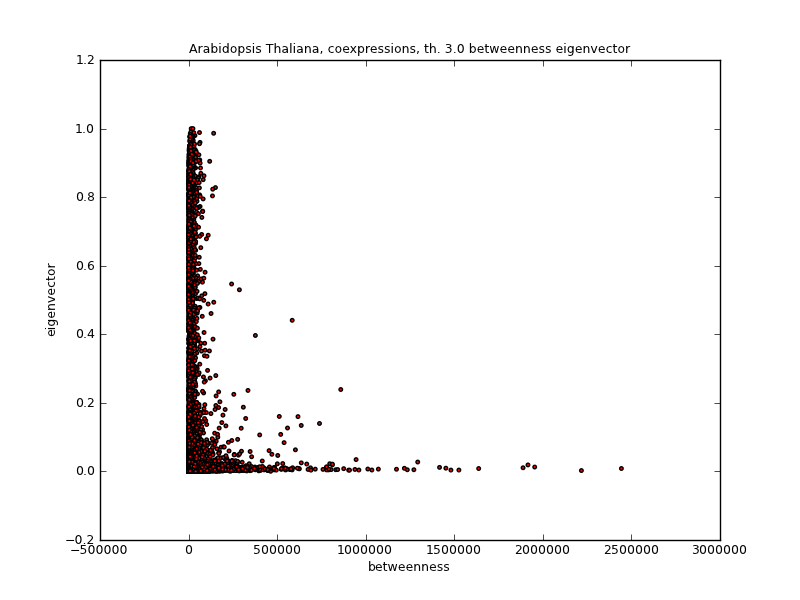 Arabidopsis Thaliana, coexpressions, th. 3.0 betweenness eigenvector
1.2
1.0
0.8
0.6
0.4
0.2
0.0
−0.2
eigenvector
−500000 0 500000 1000000 1500000 2000000 2500000 3000000
betweenness